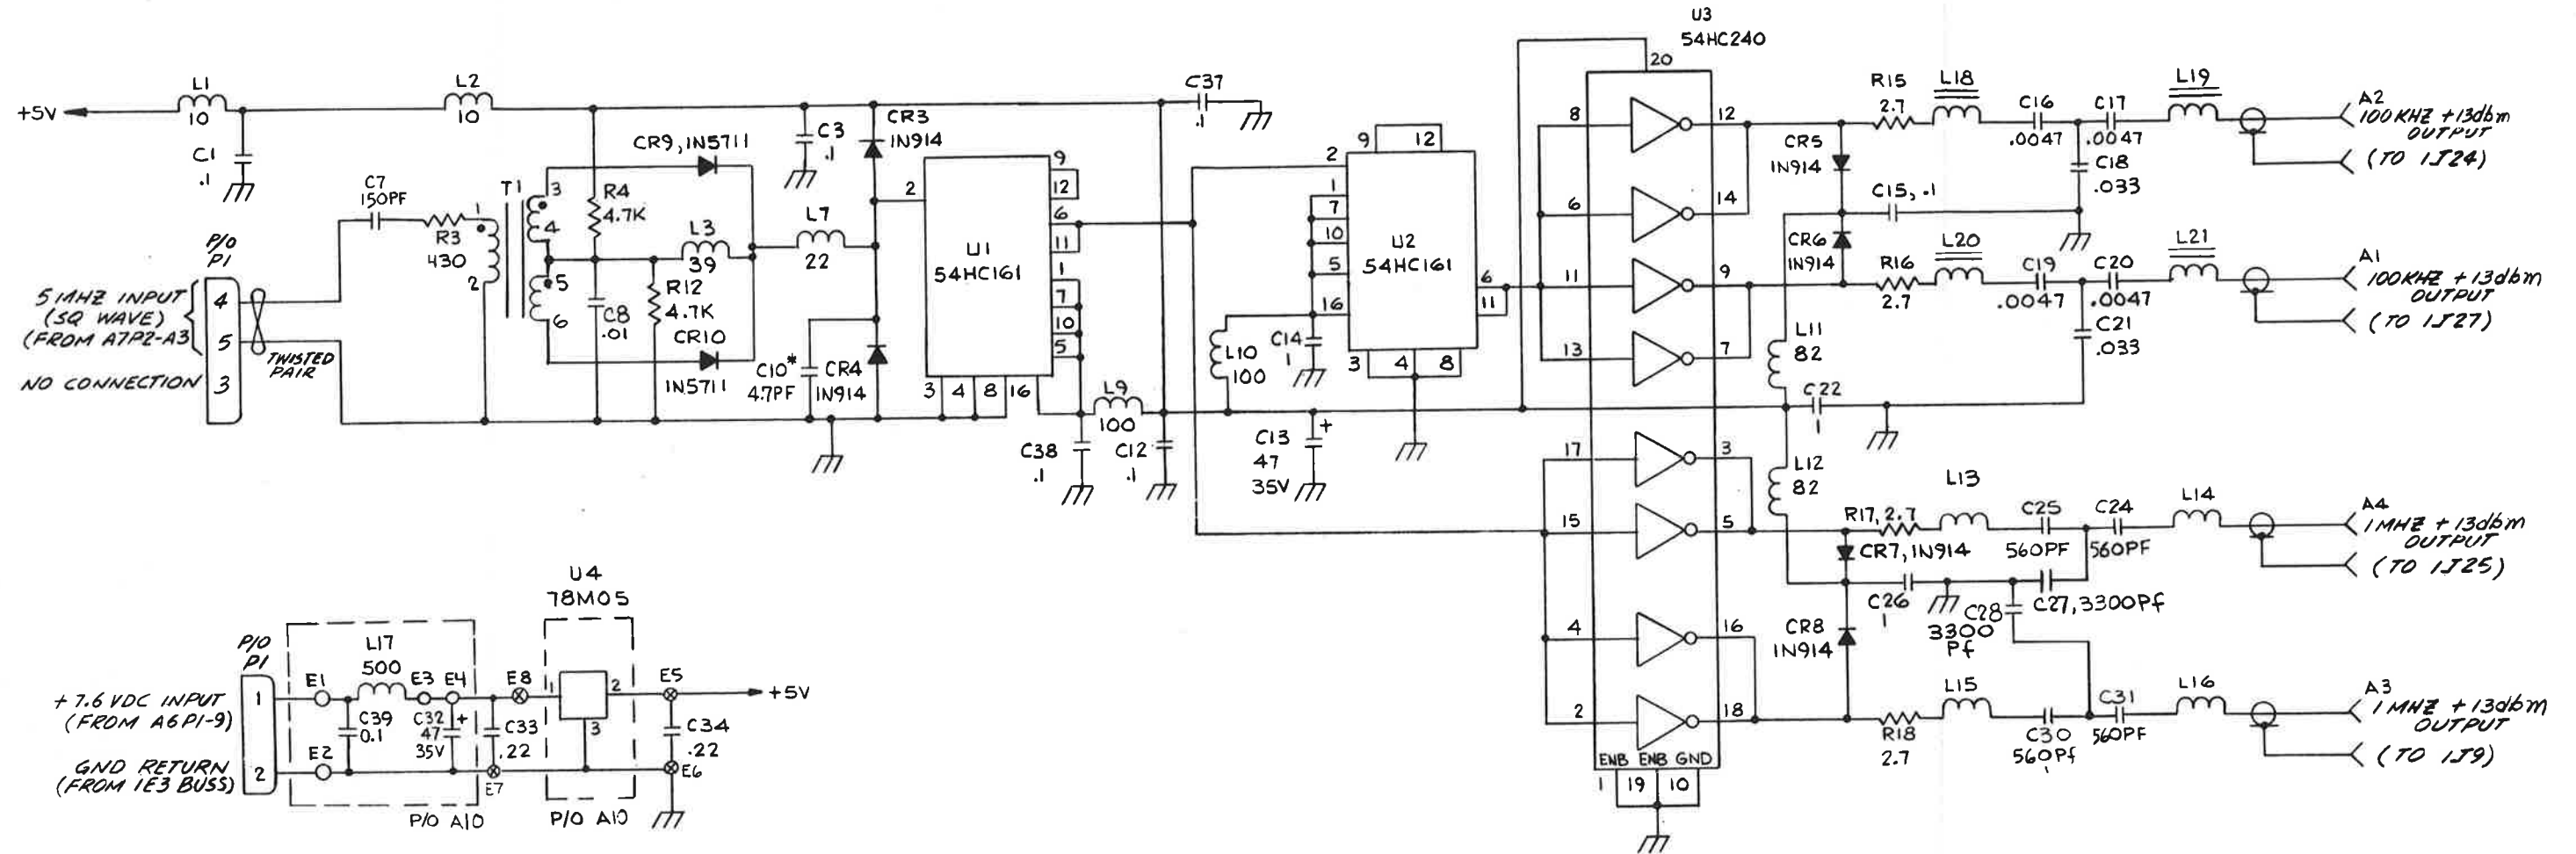 +5V
L1
10
C1
.1
L2
10
C7
150PF
R3
430
T1
1
2
3
4
5
6
P/O
P1
5 MHZ INPUT
(SQ WAVE)
(FROM A7P2-A3
NO CONNECTION
4
5
3
TWISTED
PAIR
CR9, IN5711
R4
4.7K
C8
.01
L3
39
R12
4.7K
CR10
IN5711
L7
22
C3
.1
CR3
IN914
C10*
47PF
CR4
IN914
U1
54HC161
2
9
12
6
11
1
7
10
5
3
4
8
16
C37
.1
L9
100
C38
.1
C12
.1
L10
100
C14
1
C13
47
35V
+
U2
54HC161
9
12
2
1
7
10
5
16
6
11
3
4
8
U3
54HC240
20
8
12
6
14
11
9
13
7
17
3
15
5
4
16
2
18
ENB ENB GND
1
19
10
CR5
IN914
CR6
IN914
C15, .1
R15
2.7
L18
C16
.0047
C17
.0047
C18
.033
L19
A2
100KHZ +13dbm
OUTPUT
(TO 1J24)
R16
2.7
L20
C19
.0047
C20
.0047
C21
.033
L21
A1
100KHZ +13dbm
OUTPUT
(TO 1J27)
L11
82
C22
1
L12
82
R17, 2.7
L13
C25
560PF
C24
560PF
L14
A4
1MHZ +13dbm
OUTPUT
(TO 1J25)
CR7, IN914
C26
1
C27, 3300Pf
C28
3300
Pf
CR8
IN914
R18
2.7
L15
C30
560Pf
C31
560PF
L16
A3
1MHZ +13dbm
OUTPUT
(TO 1J9)
P/O
P1
+7.6 VDC INPUT
(FROM A6P1-9)
GND RETURN
(FROM 1E3 BUSS)
1
2
E1
E2
L17
500
E3
E4
C39
0.1
C32
47
35V
+
C33
.22
E8
E7
P/O A10
U4
78M05
1
2
3
P/O A10
E5
C34
.22
E6
+5V